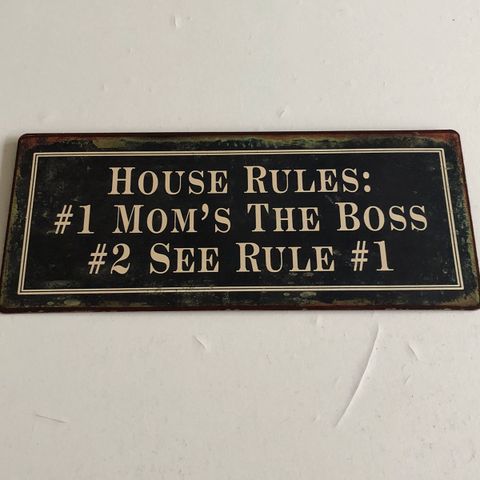 House Rules:
#1 Mom's The Boss
#2 See Rule #1